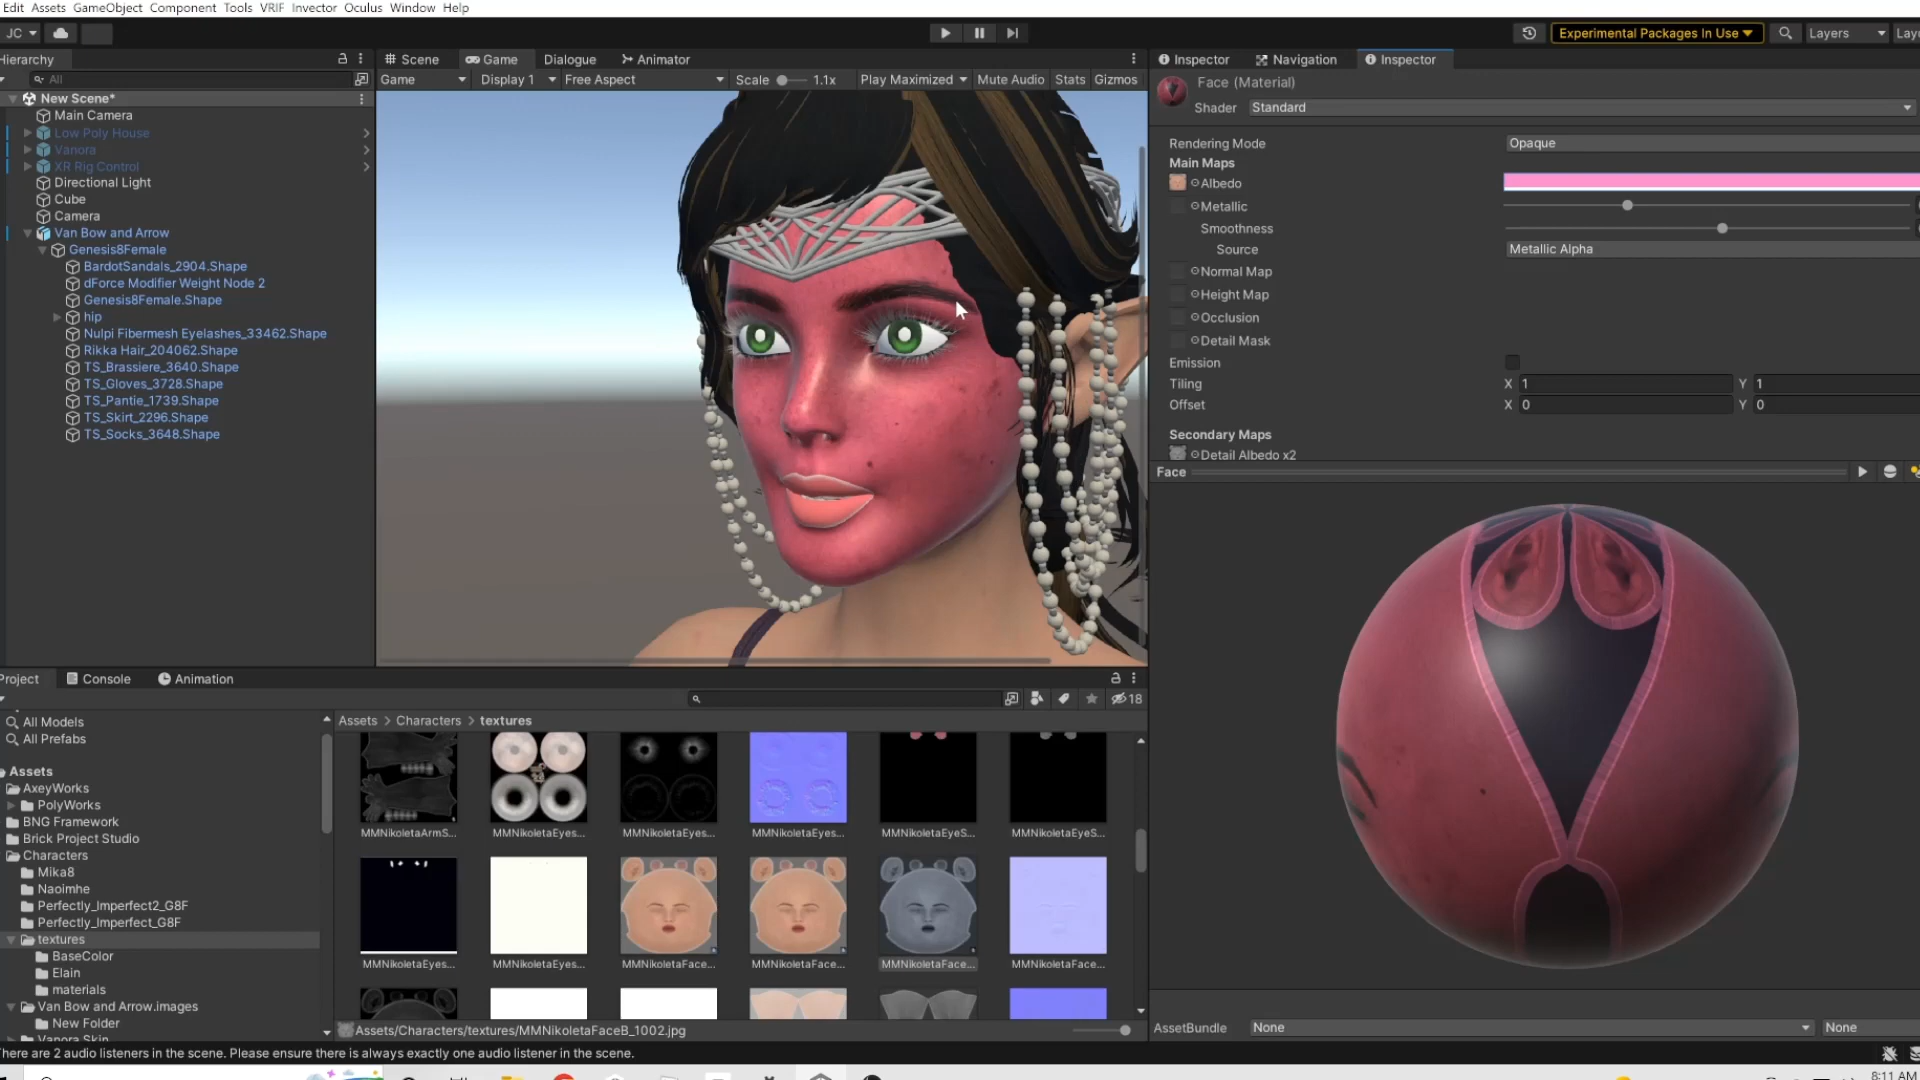 Edit Assets GameObject Component Tools VRIF Invector Oculus Window Help
JC Experimental Packages In Use Layers
Hierarchy Scene Game Dialogue Animator Inspector Navigation Inspector
All Game Display 1 Free Aspect Scale 1.1x Play Maximized Mute Audio Stats Gizmos
New Scene*
Main Camera
Low Poly House
Vanora
XR Rig Control
Directional Light
Cube
Camera
Van Bow and Arrow
Genesis8Female
BardotSandals_2904.Shape
dForce Modifier Weight Node 2
Genesis8Female.Shape
hip
Nulpi Fibermesh Eyelashes_33462.Shape
Rikka Hair_204062.Shape
TS_Brassiere_3640.Shape
TS_Gloves_3728.Shape
TS_Pantie_1739.Shape
TS_Skirt_2296.Shape
TS_Socks_3648.Shape
Face (Material)
Shader Standard
Rendering Mode Opaque
Main Maps
Albedo
Metallic
Smoothness
Source Metallic Alpha
Normal Map
Height Map
Occlusion
Detail Mask
Emission
Tiling X 1 Y 1
Offset X 0 Y 0
Secondary Maps
Detail Albedo x2
Face
Project Console Animation
18
All Models
All Prefabs
Assets
AxeyWorks
PolyWorks
BNG Framework
Brick Project Studio
Characters
Mika8
Naoimhe
Perfectly_Imperfect2_G8F
Perfectly_Imperfect_G8F
textures
BaseColor
Elain
materials
Van Bow and Arrow.images
New Folder
Vanora Skin
Assets > Characters > textures
MMNikoletaArmS... MMNikoletaEyes... MMNikoletaEyes... MMNikoletaEyes... MMNikoletaEyeS... MMNikoletaEyeS...
MMNikoletaEyes... MMNikoletaEyes... MMNikoletaFace... MMNikoletaFace... MMNikoletaFace... MMNikoletaFace...
Assets/Characters/textures/MMNikoletaFaceB_1002.jpg
AssetBundle None None
here are 2 audio listeners in the scene. Please ensure there is always exactly one audio listener in the scene.
8:11 AM